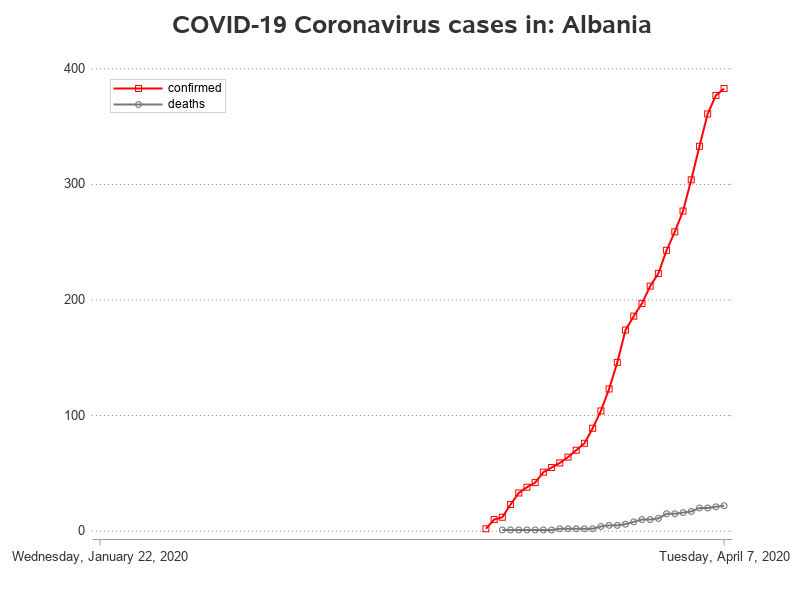 COVID-19 Coronavirus cases in: Albania
400
confirmed
deaths
300
200
100
0
Wednesday, January 22, 2020 Tuesday, April 7, 2020